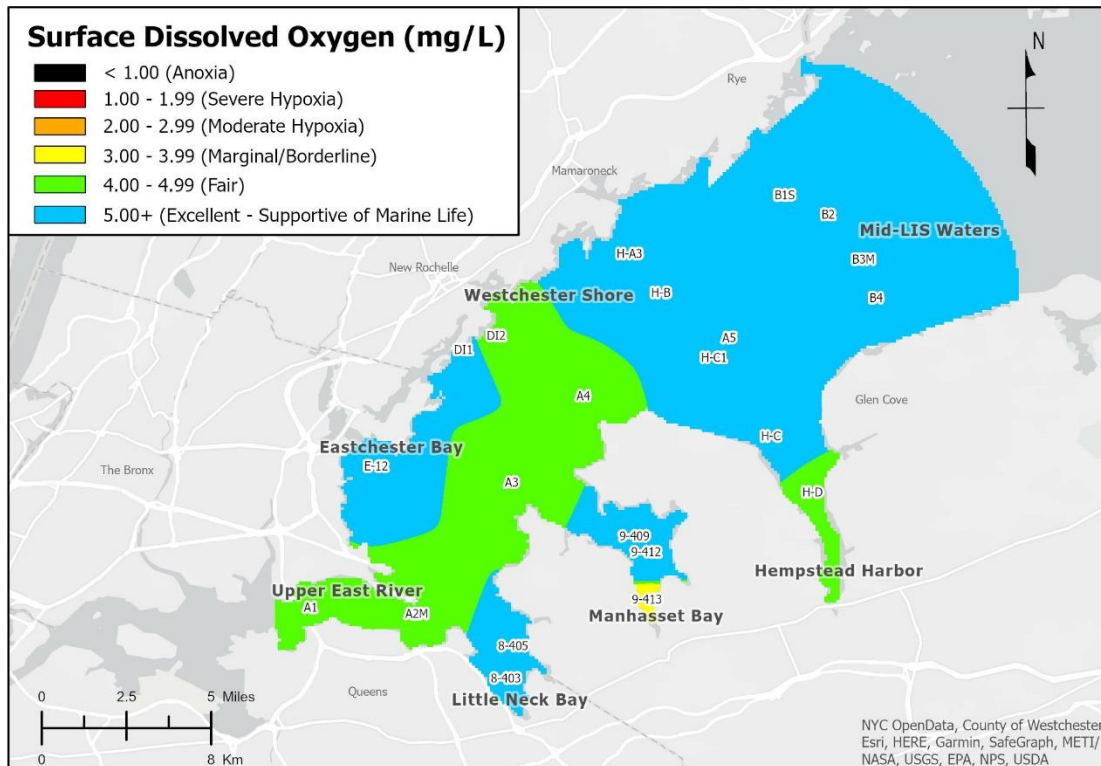 Surface Dissolved Oxygen (mg/L)
< 1.00 (Anoxia)
1.00 - 1.99 (Severe Hypoxia)
2.00 - 2.99 (Moderate Hypoxia)
3.00 - 3.99 (Marginal/Borderline)
4.00 - 4.99 (Fair)
5.00+ (Excellent - Supportive of Marine Life)
N
Rye
Mamaroneck
B1S
B2
Mid-LIS Waters
H-A3
B3M
New Rochelle
Westchester Shore
H-B
B4
DI2
DI1
A5
H-C1
A4
Glen Cove
H-C
Eastchester Bay
E-12
The Bronx
A3
H-D
9-409
9-412
Hempstead Harbor
Upper East River
9-413
A1
A2M
Manhasset Bay
8-405
8-403
Queens
Little Neck Bay
0 2.5 5 Miles
0 8 Km
NYC OpenData, County of Westchester
Esri, HERE, Garmin, SafeGraph, METI/
NASA, USGS, EPA, NPS, USDA